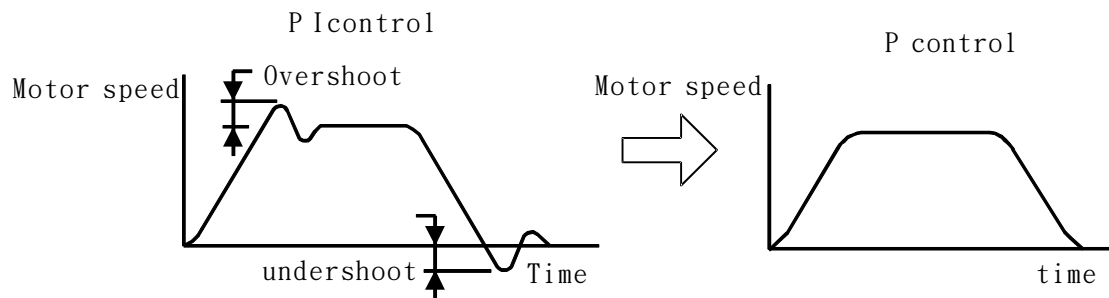 P Icontrol
Overshoot
Motor speed
undershoot
Time
P control
Motor speed
time